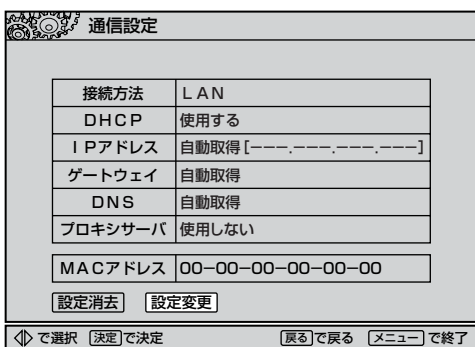 通信設定
接続方法 LAN
DHCP 使用する
IPアドレス 自動取得[−−−.−−−.−−−.−−−]
ゲートウェイ 自動取得
DNS 自動取得
プロキシサーバ 使用しない
MACアドレス 00−00−00−00−00−00
設定消去 設定変更
で選択 決定で決定 戻るで戻る メニューで終了